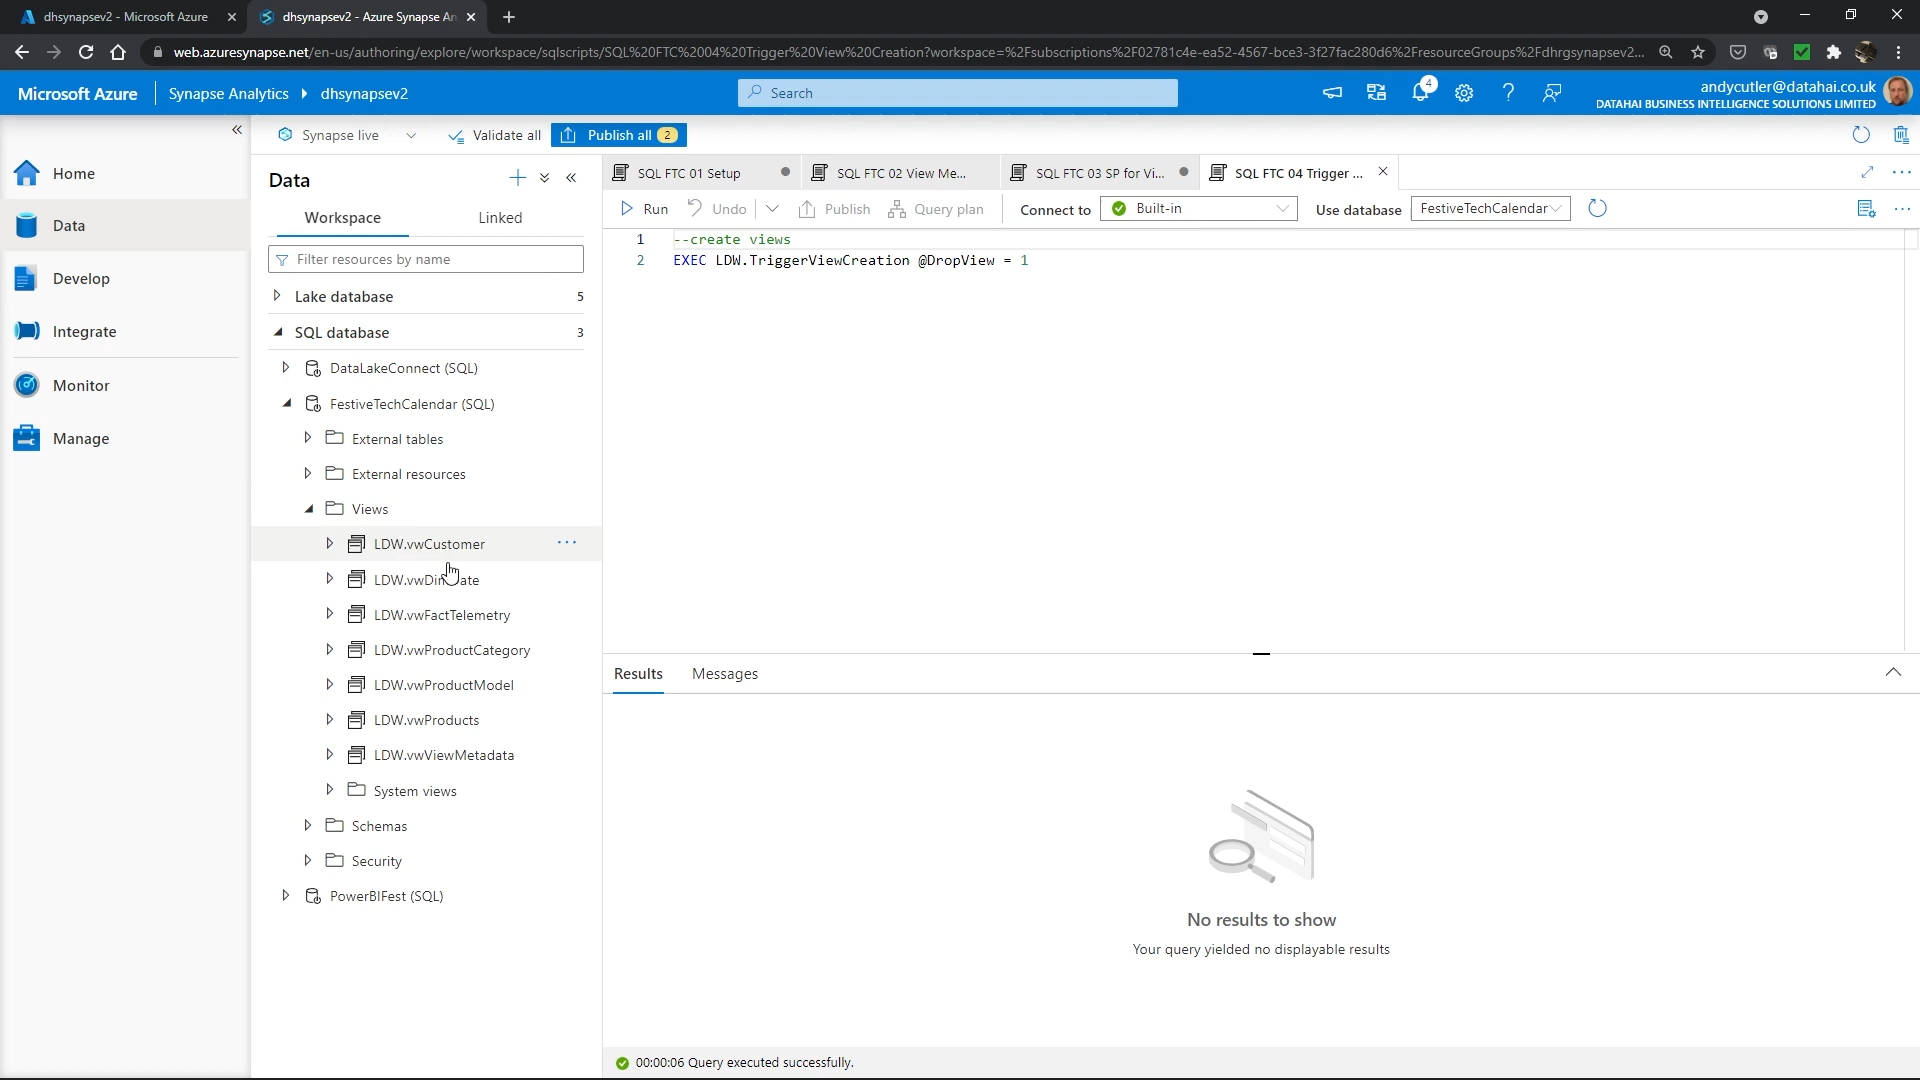 dhsynapsev2 - Microsoft Azure
dhsynapsev2 - Azure Synapse An
web.azuresynapse.net/en-us/authoring/explore/workspace/sqlscripts/SQL%20FTC%2004%20Trigger%20View%20Creation?workspace=%2Fsubscriptions%2F02781c4e-ea52-4567-bce3-3f27fac280d6%2FresourceGroups%2Fdhrgsynapsev2...
Microsoft Azure
Synapse Analytics
dhsynapsev2
Search
4
andycutler@datahai.co.uk
DATAHAI BUSINESS INTELLIGENCE SOLUTIONS LIMITED
Synapse live
Validate all
Publish all 2
Home
Data
Develop
Integrate
Monitor
Manage
Data
Workspace
Linked
Filter resources by name
Lake database 5
SQL database 3
DataLakeConnect (SQL)
FestiveTechCalendar (SQL)
External tables
External resources
Views
LDW.vwCustomer
LDW.vwFactTelemetry
LDW.vwProductCategory
LDW.vwProductModel
LDW.vwProducts
LDW.vwViewMetadata
System views
Schemas
Security
PowerBIFest (SQL)
SQL FTC 01 Setup
SQL FTC 02 View Me...
SQL FTC 03 SP for Vi...
SQL FTC 04 Trigger ...
Run
Undo
Publish
Query plan
Connect to
Built-in
Use database
FestiveTechCalendar
1 --create views
2 EXEC LDW.TriggerViewCreation @DropView = 1
Results
Messages
No results to show
Your query yielded no displayable results
00:00:06 Query executed successfully.